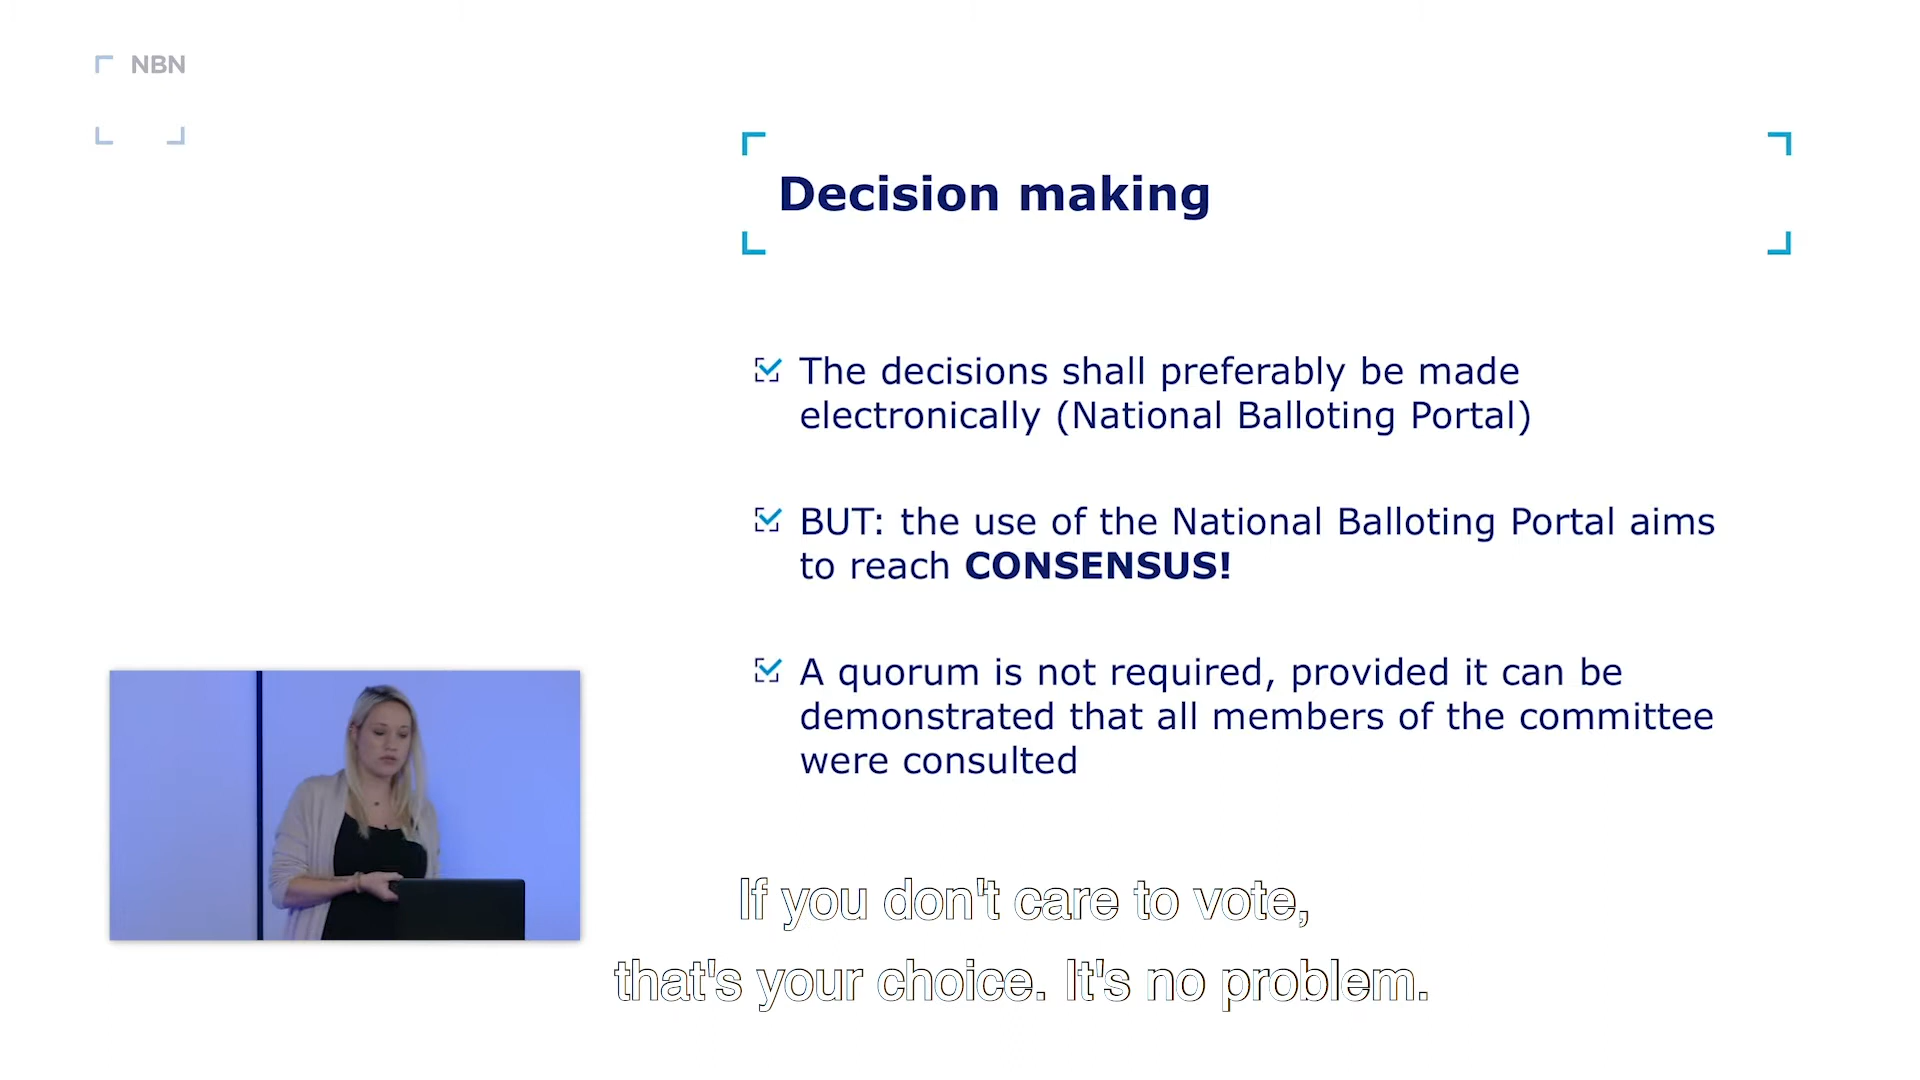 NBN
Decision making
The decisions shall preferably be made
electronically (National Balloting Portal)
BUT: the use of the National Balloting Portal aims
to reach CONSENSUS!
A quorum is not required, provided it can be
demonstrated that all members of the committee
were consulted
If you don't care to vote,
that's your choice. It's no problem.